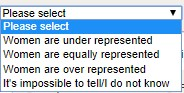 Please select
Please select
Women are under represented
Women are equally represented
Women are over represented
It's impossible to tell/I do not know